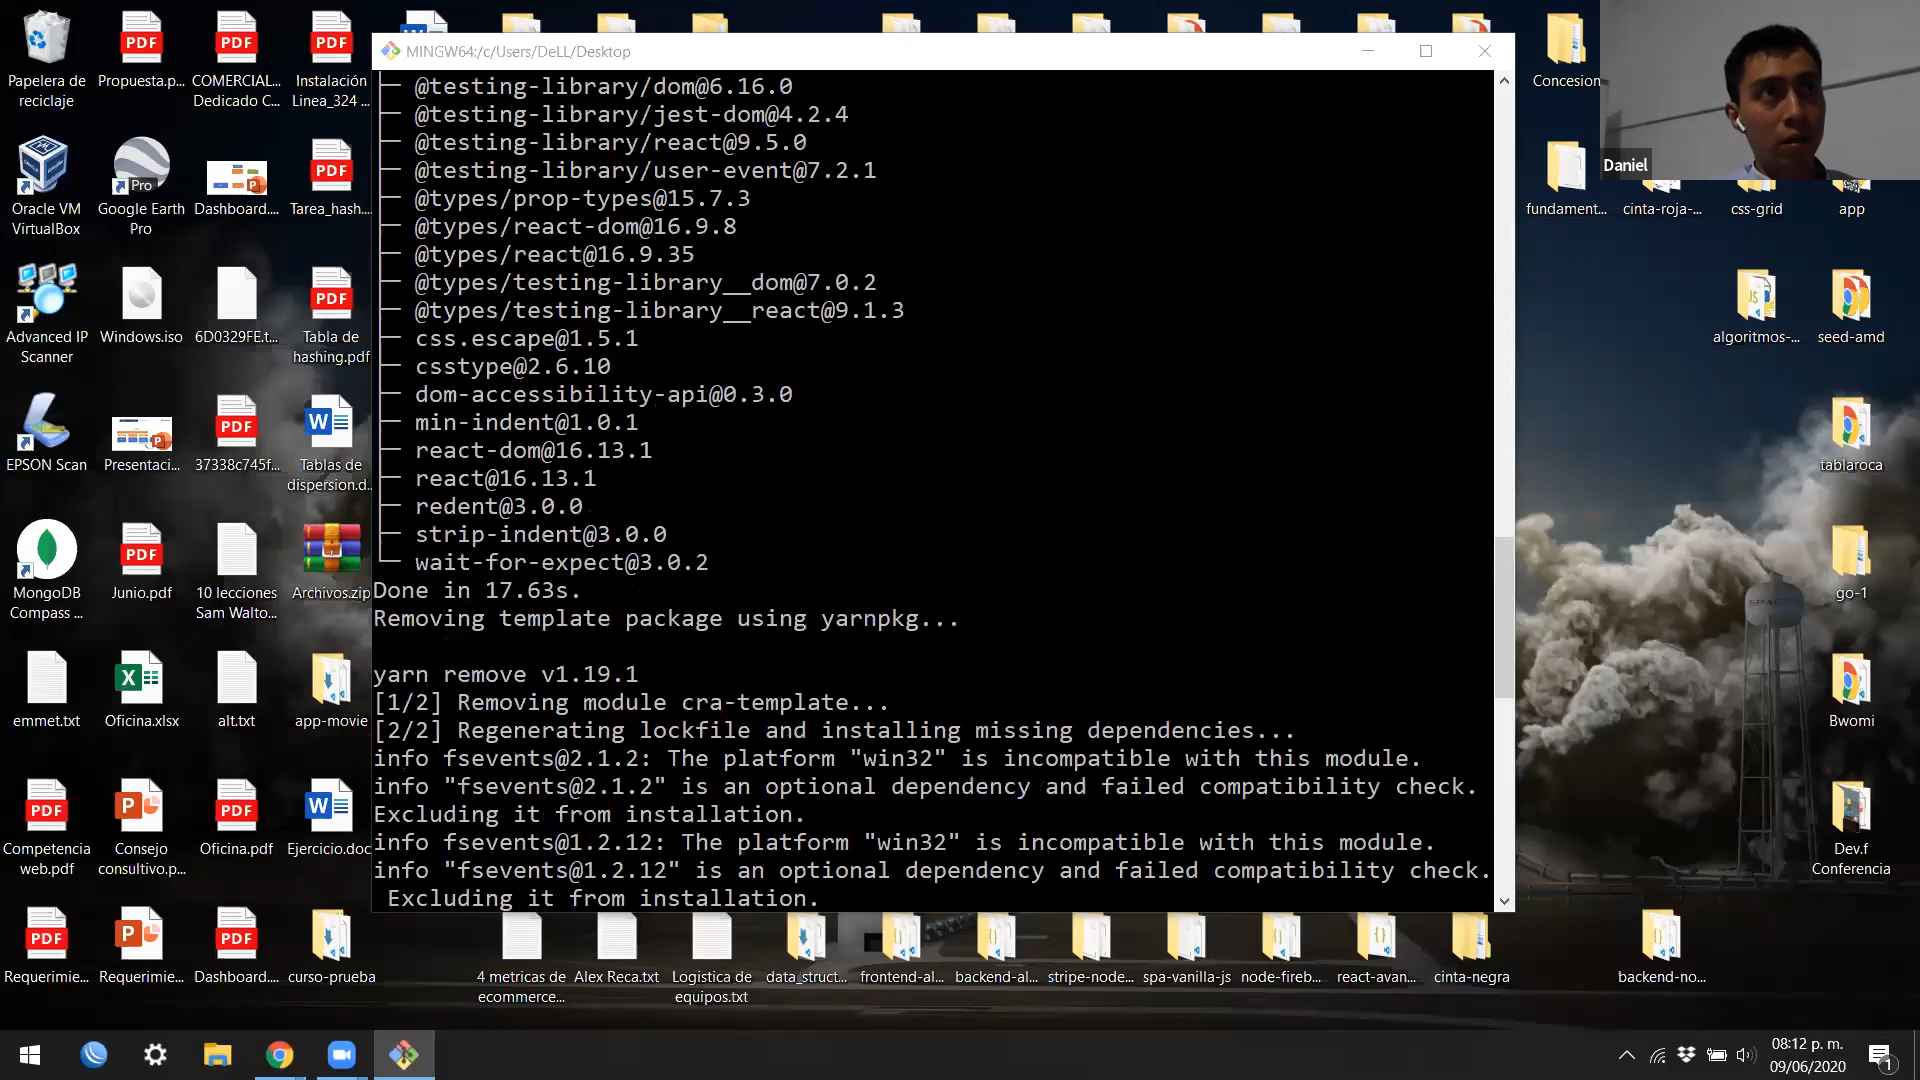 MINGW64:/c/Users/DeLL/Desktop
@testing-library/dom@6.16.0
@testing-library/jest-dom@4.2.4
@testing-library/react@9.5.0
@testing-library/user-event@7.2.1
@types/prop-types@15.7.3
@types/react-dom@16.9.8
@types/react@16.9.35
@types/testing-library__dom@7.0.2
@types/testing-library__react@9.1.3
css.escape@1.5.1
csstype@2.6.10
dom-accessibility-api@0.3.0
min-indent@1.0.1
react-dom@16.13.1
react@16.13.1
redent@3.0.0
strip-indent@3.0.0
wait-for-expect@3.0.2
Done in 17.63s.
Removing template package using yarnpkg...
yarn remove v1.19.1
[1/2] Removing module cra-template...
[2/2] Regenerating lockfile and installing missing dependencies...
info fsevents@2.1.2: The platform "win32" is incompatible with this module.
info "fsevents@2.1.2" is an optional dependency and failed compatibility check.
Excluding it from installation.
info fsevents@1.2.12: The platform "win32" is incompatible with this module.
info "fsevents@1.2.12" is an optional dependency and failed compatibility check.
Excluding it from installation.
Papelera de
reciclaje
PDF
Propuesta.p...
PDF
COMERCIAL...
Dedicado C...
PDF
Instalación
Linea_324 ...
Oracle VM
VirtualBox
Pro
Google Earth
Pro
Dashboard....
PDF
Tarea_hash...
Advanced IP
Scanner
Windows.iso
6D0329FE.t...
PDF
Tabla de
hashing.pdf
EPSON Scan
Presentaci...
PDF
37338c745f...
Tablas de
dispersion.d...
MongoDB
Compass ...
PDF
Junio.pdf
10 lecciones
Sam Walto...
Archivos.zip
emmet.txt
Oficina.xlsx
alt.txt
app-movie
PDF
Competencia
web.pdf
Consejo
consultivo.p...
PDF
Oficina.pdf
Ejercicio.doc
PDF
Requerimie...
Requerimie...
PDF
Dashboard....
curso-prueba
4 metricas de
ecommerce...
Alex Reca.txt
Logistica de
equipos.txt
data_struct...
frontend-al...
backend-al...
stripe-node...
spa-vanilla-js
node-fireb...
react-avan...
cinta-negra
backend-no...
Concesion
Daniel
fundament...
cinta-roja-...
css-grid
app
algoritmos-...
seed-amd
tablaroca
go-1
Bwomi
Dev.f
Conferencia
08:12 p. m.
09/06/2020
1